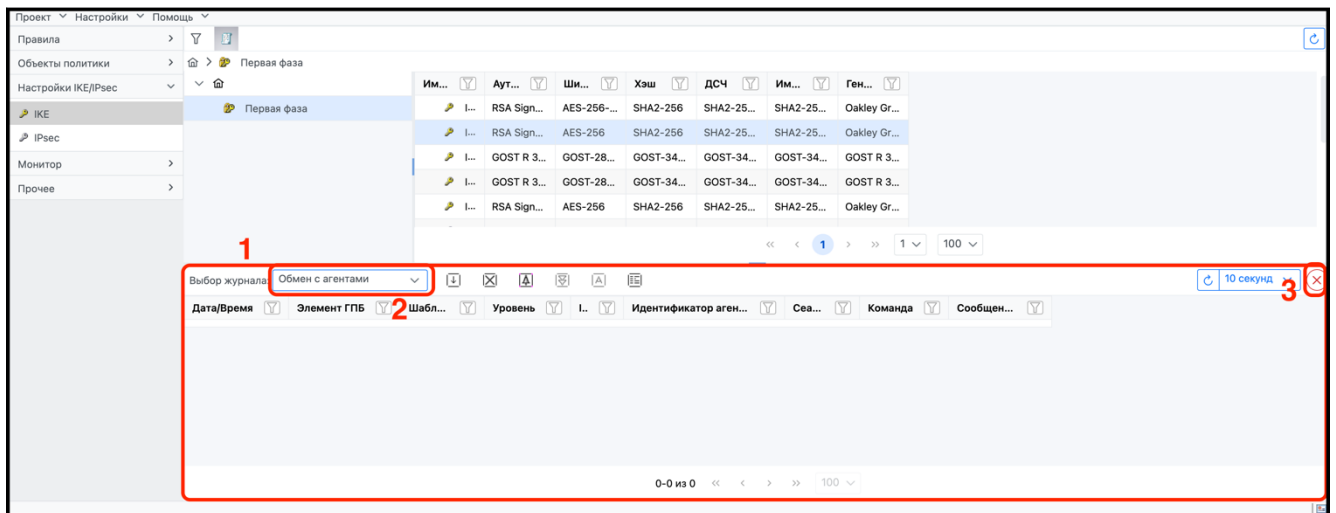 Проект Настройки Помощь
Правила
Объекты политики
Настройки IKE/IPsec
IKE
IPsec
Монитор
Прочее
Первая фаза
Первая фаза
Им... Аут... Ши... Хэш ДСЧ Им... Ген...
I... RSA Sign... AES-256-... SHA2-256 SHA2-25... SHA2-25... Oakley Gr...
I... RSA Sign... AES-256 SHA2-256 SHA2-25... SHA2-25... Oakley Gr...
I... GOST R 3... GOST-28... GOST-34... GOST-34... GOST-34... GOST R 3...
I... GOST R 3... GOST-28... GOST-34... GOST-34... GOST-34... GOST R 3...
I... RSA Sign... AES-256 SHA2-256 SHA2-25... SHA2-25... Oakley Gr...
<< < 1 > >> 1 100
1
Выбор журнала: Обмен с агентами 10 секунд
2
3
Дата/Время Элемент ГПБ Шабл... Уровень I... Идентификатор аген... Сеа... Команда Сообщен...
0-0 из 0 << < > >> 100